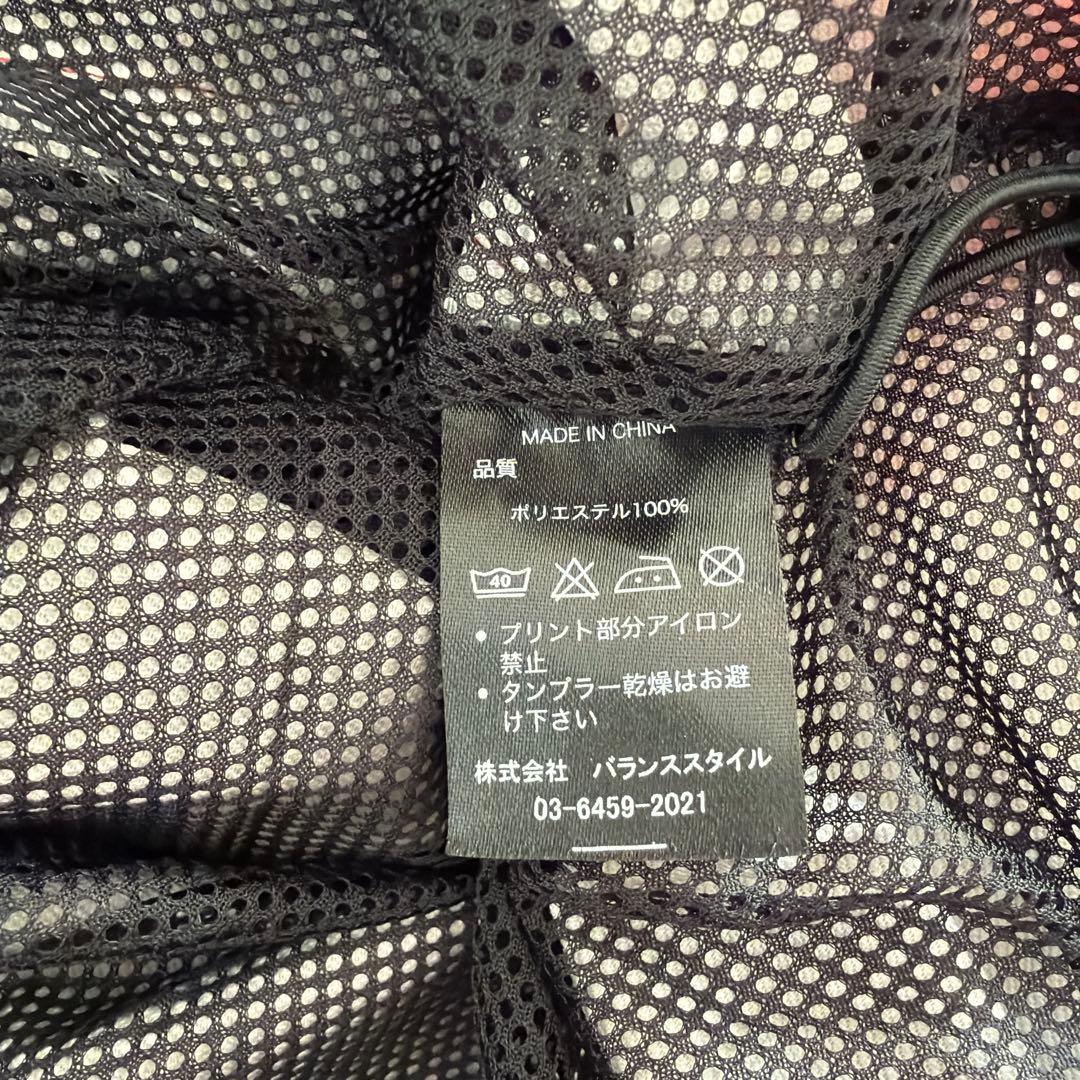 MADE IN CHINA
品質
ポリエステル100%
40
• プリント部分アイロン
禁止
• タンブラー乾燥はお避
け下さい
株式会社　バランススタイル
03-6459-2021